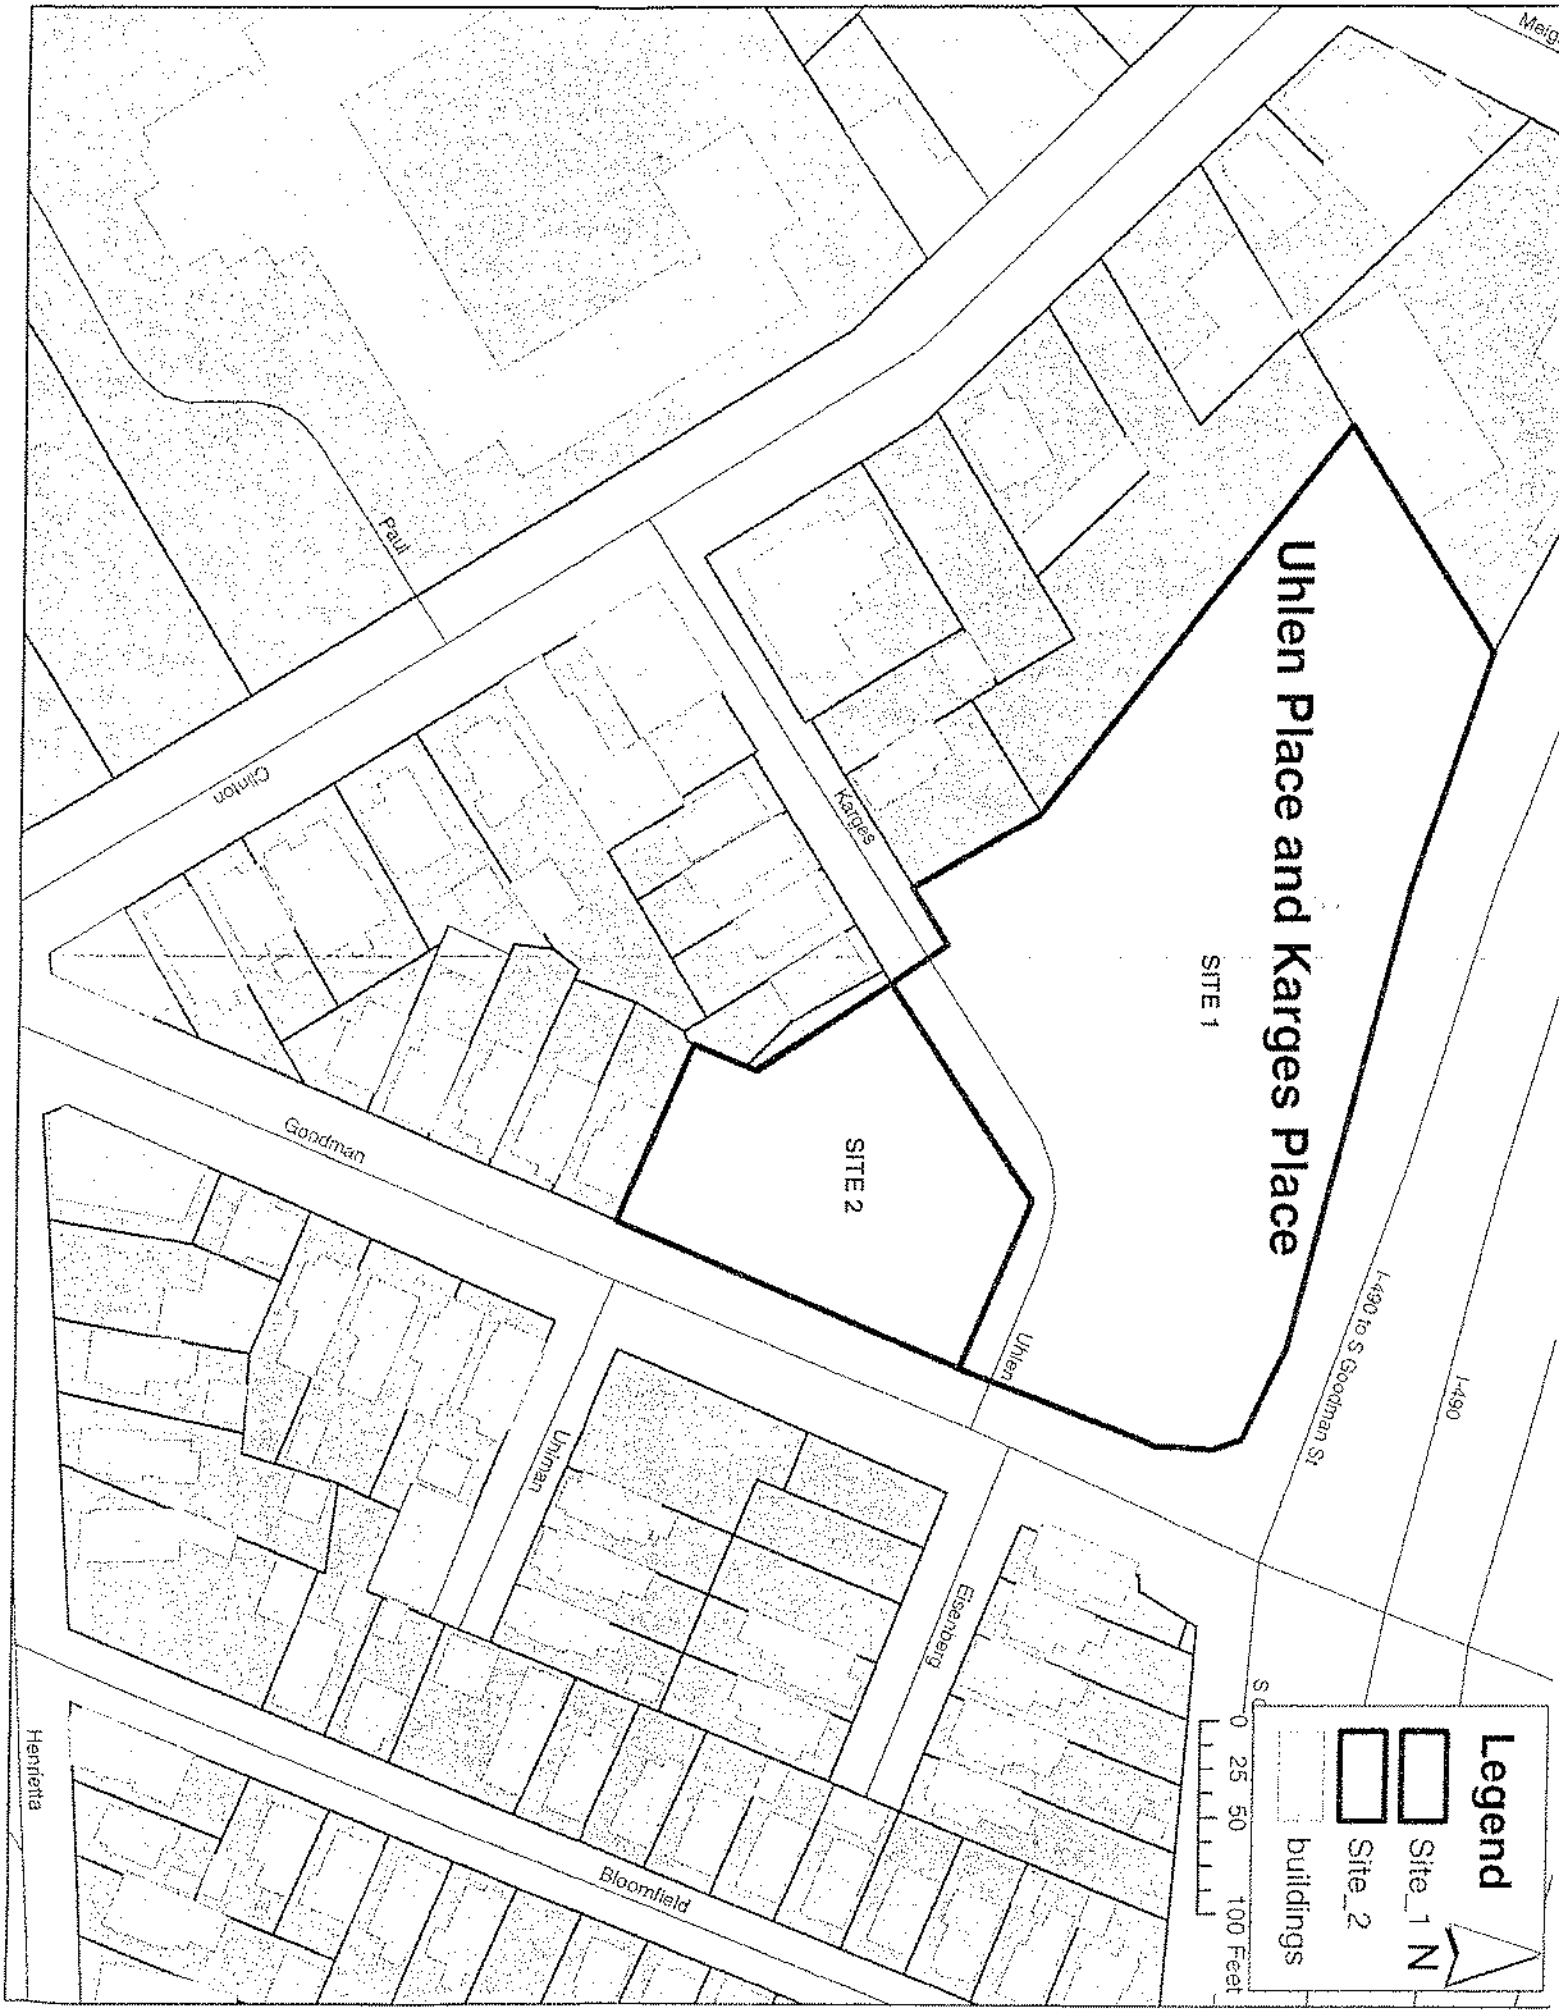 Uhlen Place and Karges Place
SITE 1
SITE 2
Paul
Clinton
Karges
Goodman
Uhlen
Uhlman
Eisenberg
Bloomfield
Henrietta
I-490 to S Goodman St
I-490
Legend
Site_1
Site_2
buildings
N
0 25 50 100 Feet